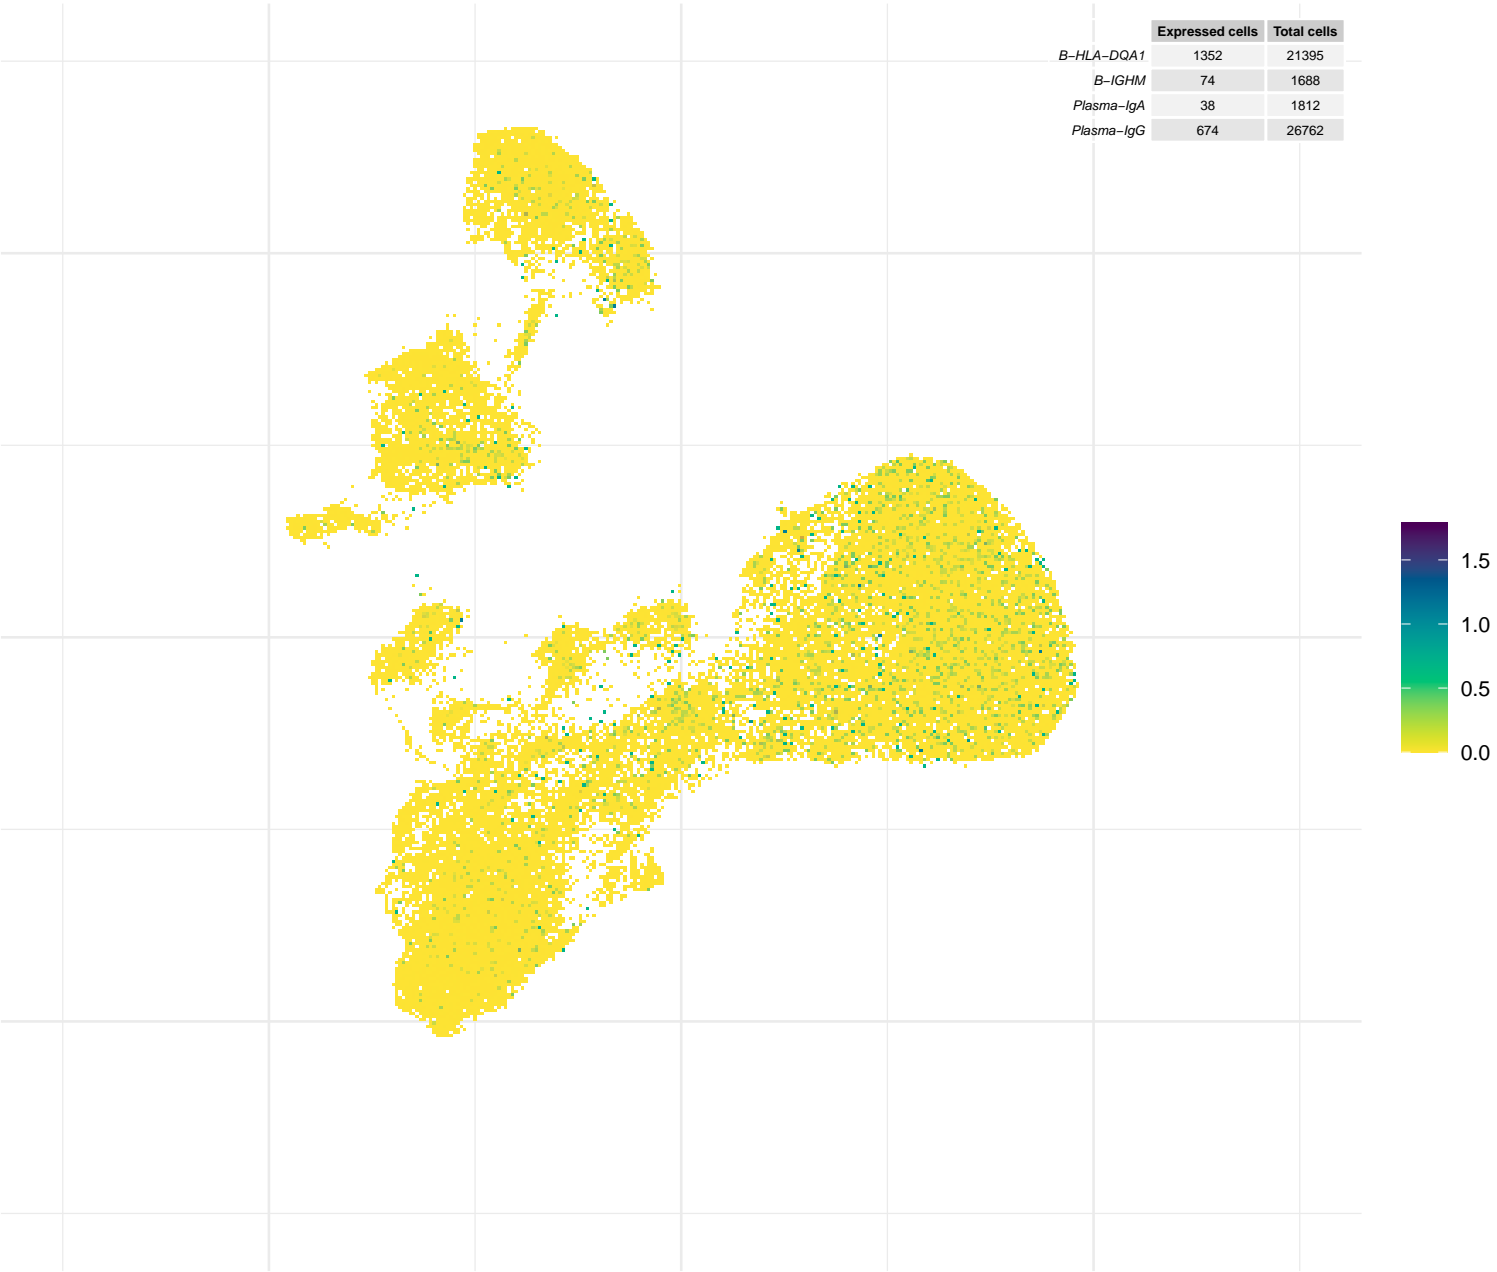 Expressed cells Total cells
B−HLA−DQA1 1352 21395
B−IGHM 74 1688
Plasma−IgA 38 1812
Plasma−IgG 674 26762
1.5
1.0
0.5
0.0